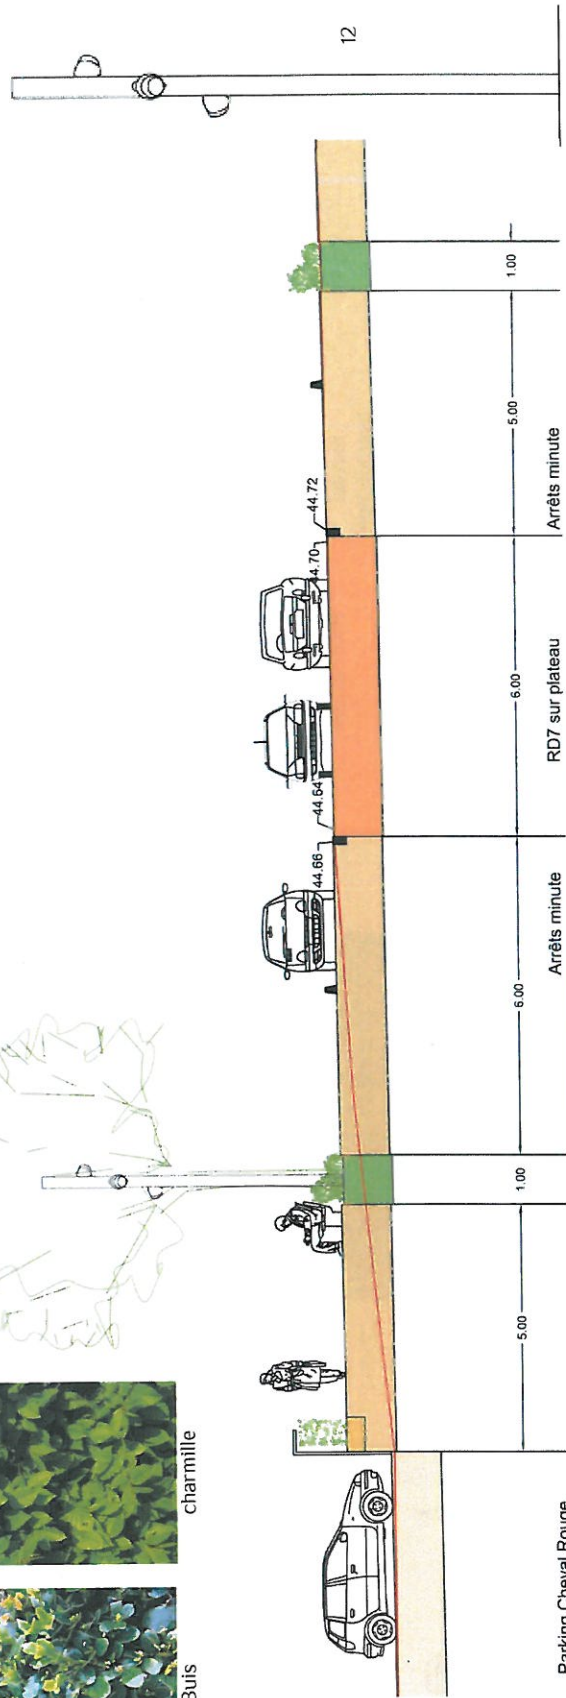 charmille
Buis
12
44.66
44.64
44.70
44.72
5.00
1.00
6.00
6.00
5.00
1.00
Parking Cheval Rouge
Arrêts minute
RD7 sur plateau
Arrêts minute